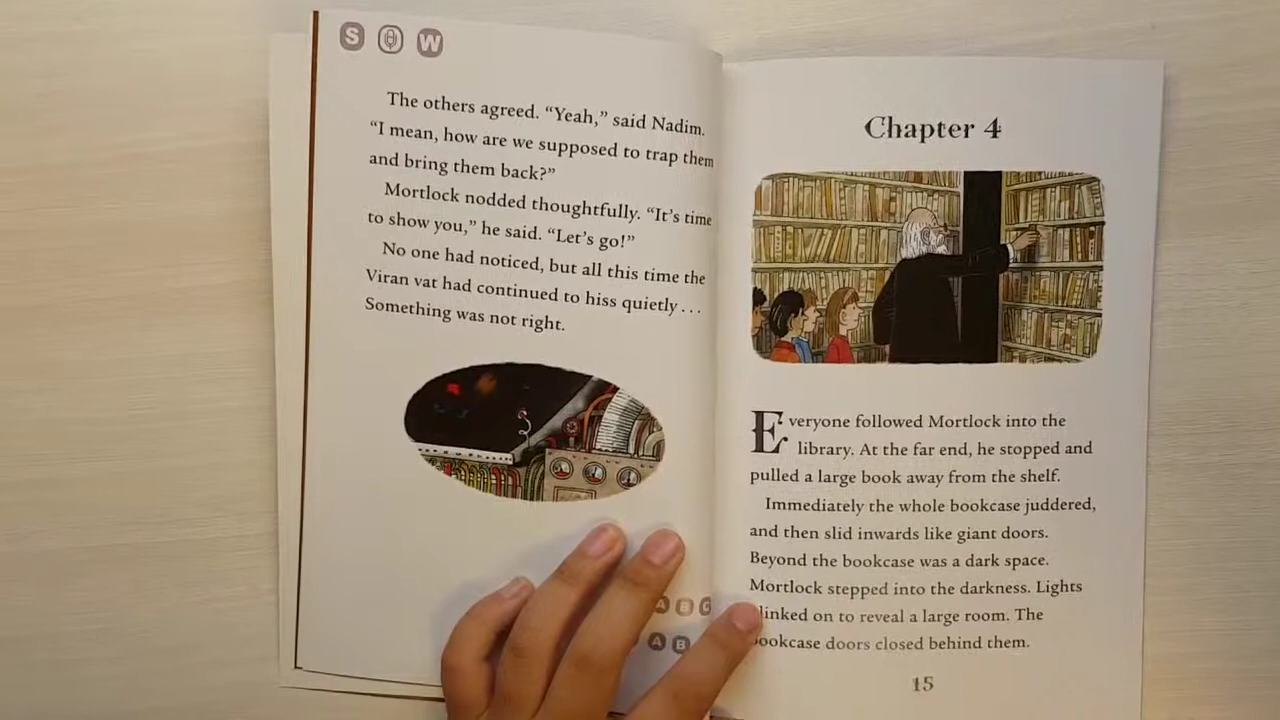 S W
The others agreed. “Yeah,” said Nadim.
“I mean, how are we supposed to trap them
and bring them back?”
Mortlock nodded thoughtfully. “It’s time
to show you,” he said. “Let’s go!”
No one had noticed, but all this time the
Viran vat had continued to hiss quietly . . .
Something was not right.
A B
A B
Chapter 4
Everyone followed Mortlock into the
library. At the far end, he stopped and
pulled a large book away from the shelf.
Immediately the whole bookcase juddered,
and then slid inwards like giant doors.
Beyond the bookcase was a dark space.
Mortlock stepped into the darkness. Lights
linked on to reveal a large room. The
bookcase doors closed behind them.
15